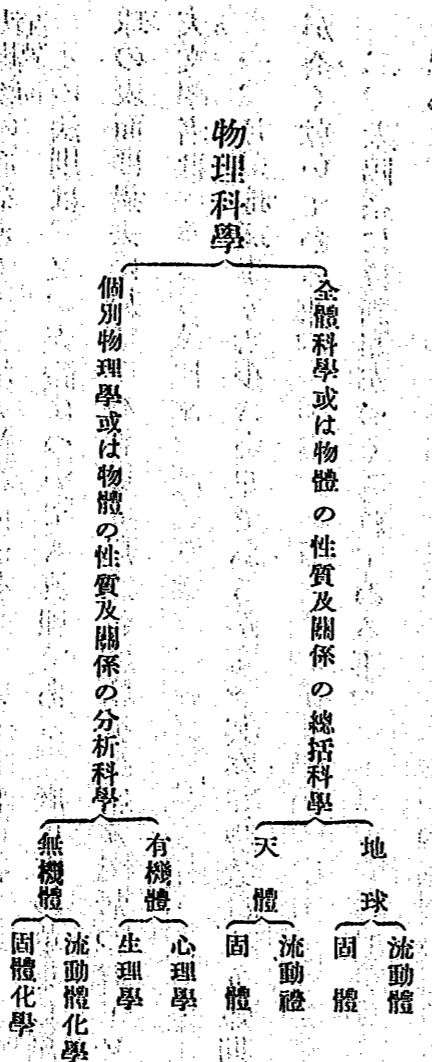 物理科學
全體科學或は物體の性質及關係の總括科學
地球
流動體
固體
天體
流動禮
固體
個別物理學或は物體の性質及關係の分析科學
有機體
心理學
生理學
無機體
流動體化學
固體化學